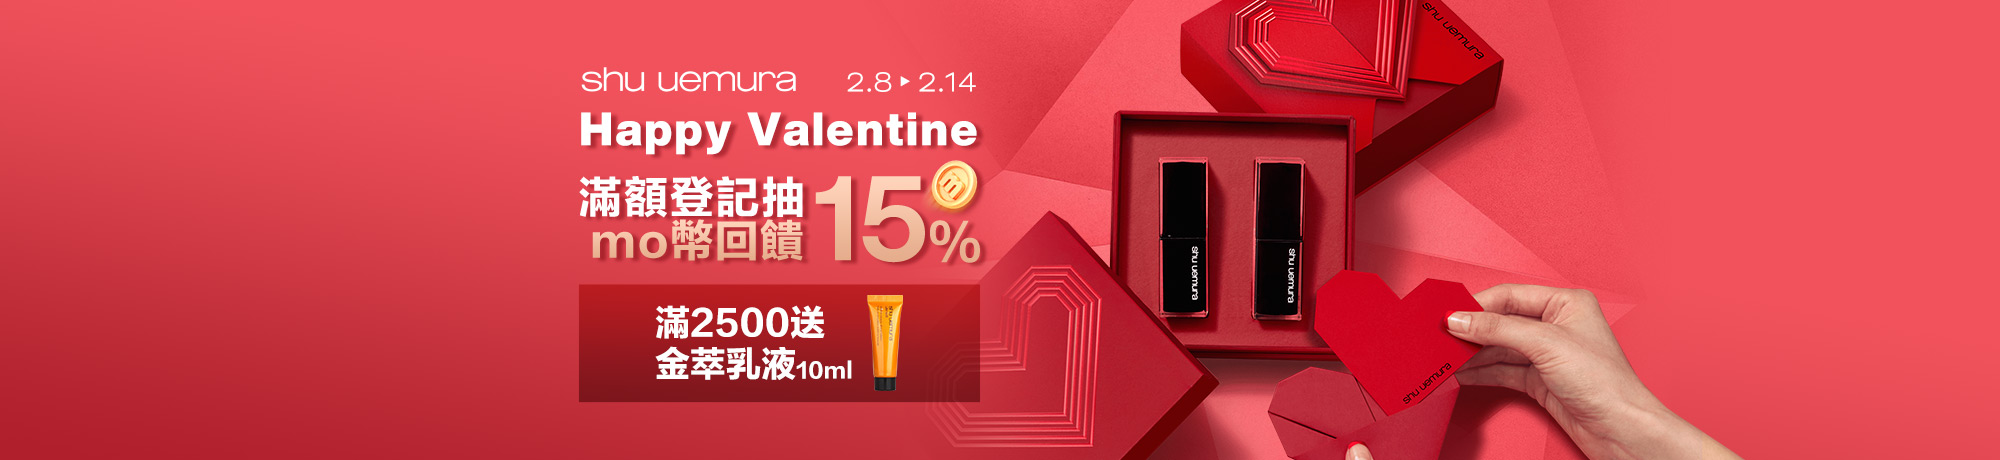 shu uemura 2.8 ▸ 2.14
Happy Valentine
滿額登記抽
mo幣回饋
15%
m
滿2500送
金萃乳液10ml
shu uemura
shu uemura
shu uemura
shu uemura